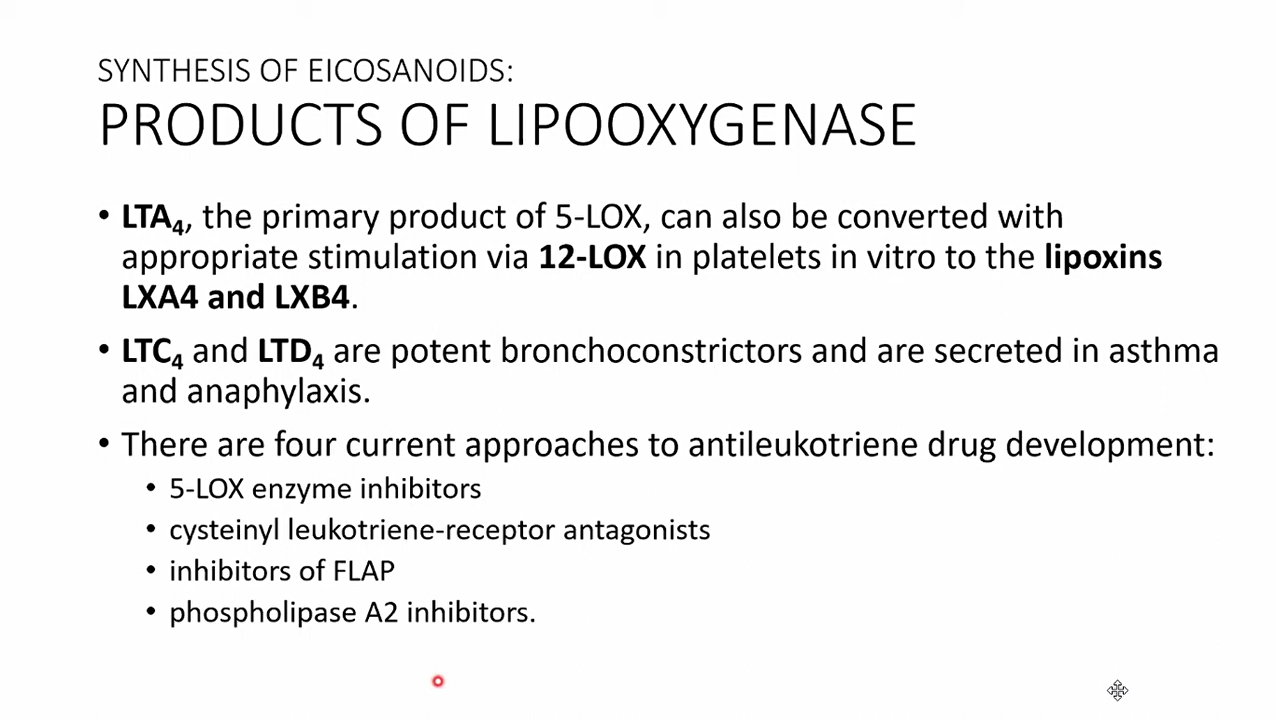 SYNTHESIS OF EICOSANOIDS:
PRODUCTS OF LIPOOXYGENASE
• LTA₄, the primary product of 5-LOX, can also be converted with
appropriate stimulation via 12-LOX in platelets in vitro to the lipoxins
LXA4 and LXB4.
• LTC₄ and LTD₄ are potent bronchoconstrictors and are secreted in asthma
and anaphylaxis.
• There are four current approaches to antileukotriene drug development:
• 5-LOX enzyme inhibitors
• cysteinyl leukotriene-receptor antagonists
• inhibitors of FLAP
• phospholipase A2 inhibitors.